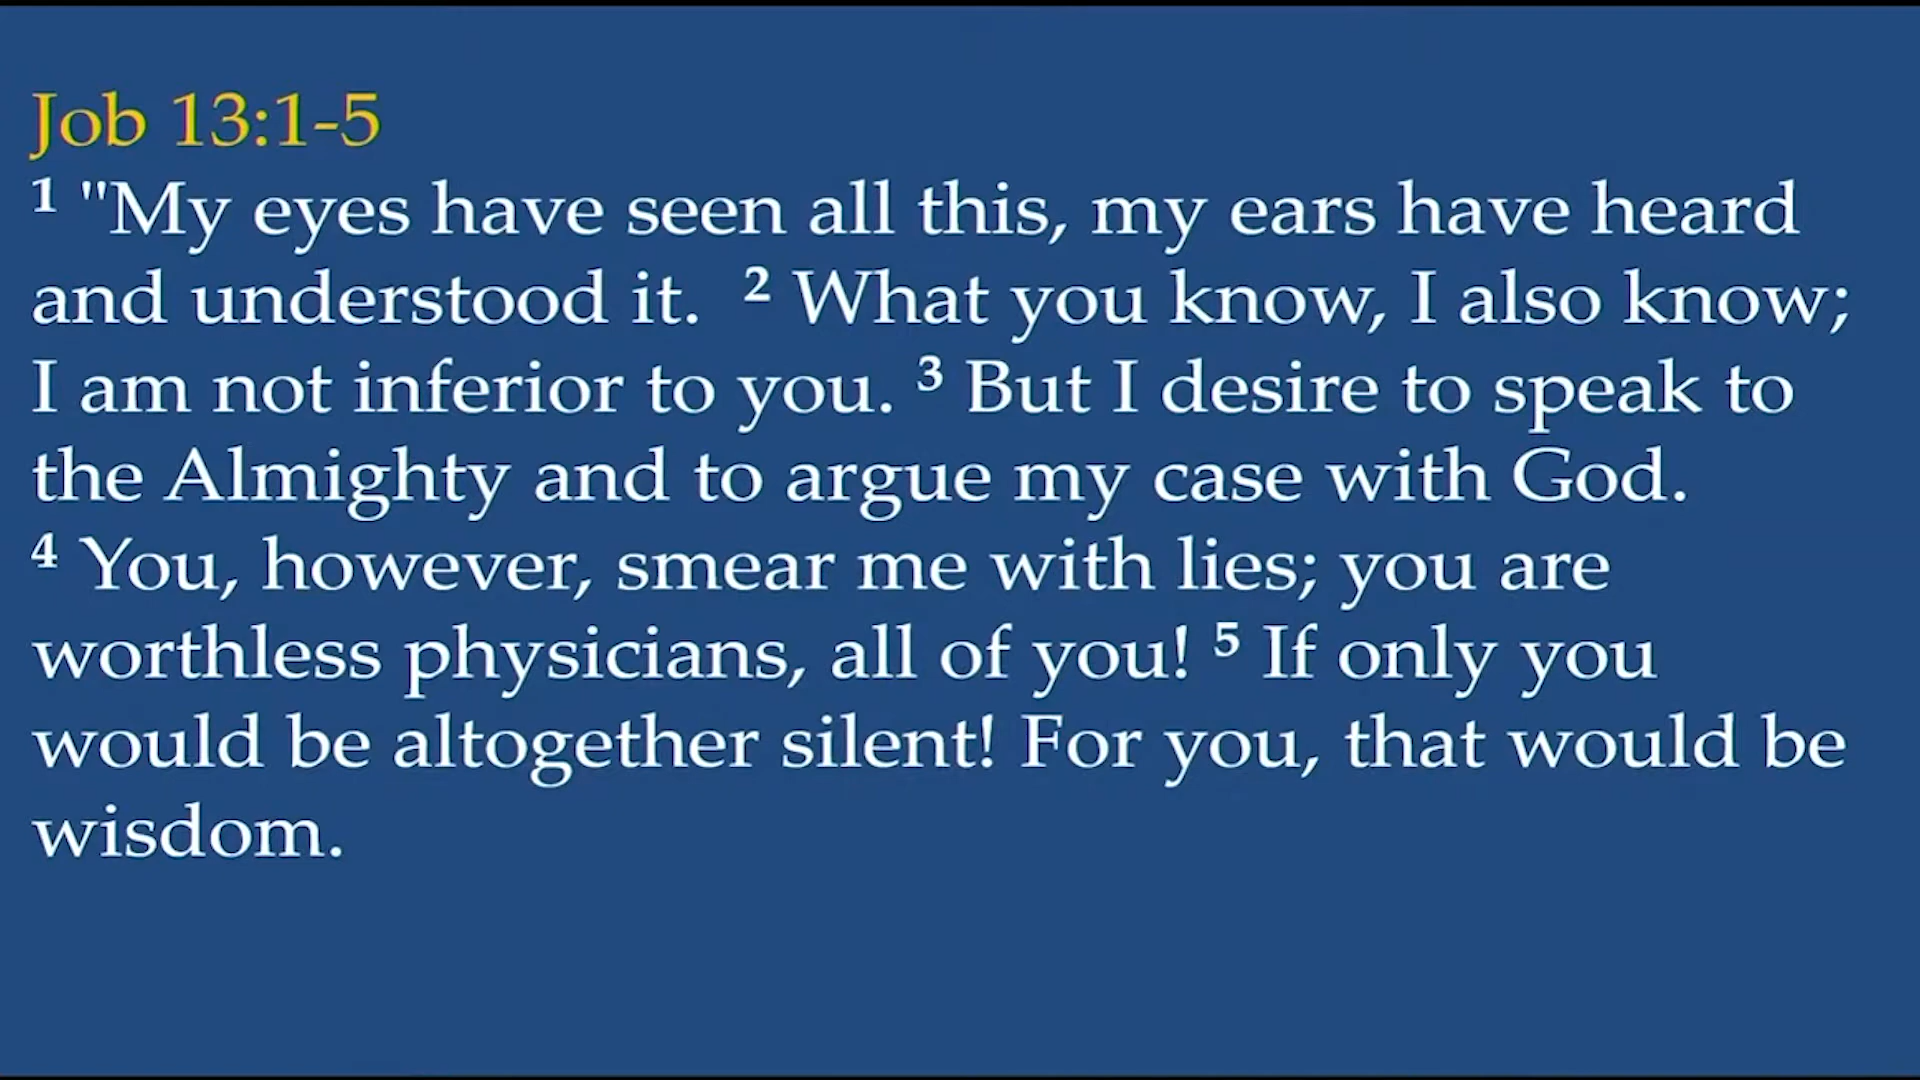 Job 13:1-5
¹ "My eyes have seen all this, my ears have heard
and understood it. ² What you know, I also know;
I am not inferior to you. ³ But I desire to speak to
the Almighty and to argue my case with God.
⁴ You, however, smear me with lies; you are
worthless physicians, all of you! ⁵ If only you
would be altogether silent! For you, that would be
wisdom.